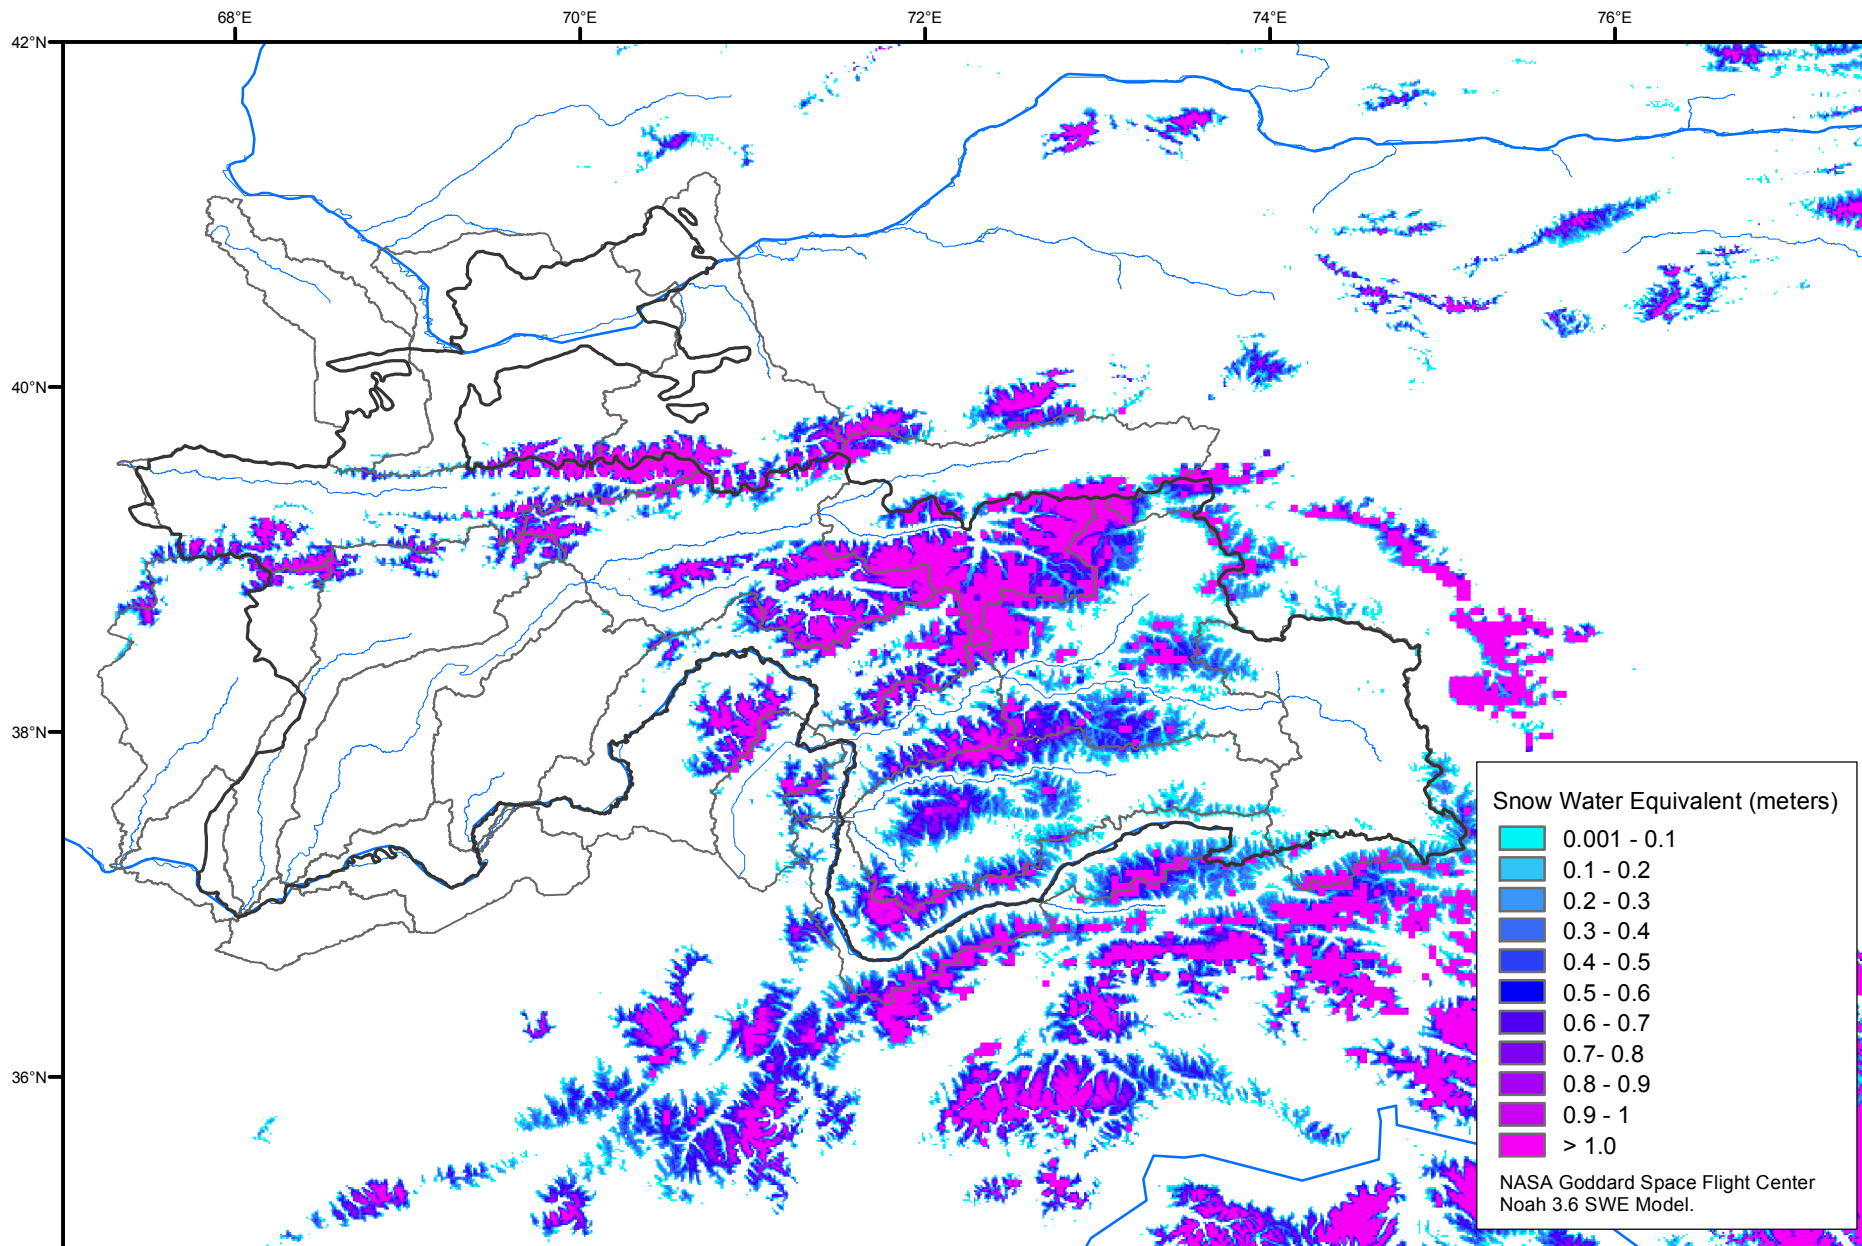 68°E 70°E 72°E 74°E 76°E
42°N
40°N
38°N
36°N
Snow Water Equivalent (meters)
0.001 - 0.1
0.1 - 0.2
0.2 - 0.3
0.3 - 0.4
0.4 - 0.5
0.5 - 0.6
0.6 - 0.7
0.7- 0.8
0.8 - 0.9
0.9 - 1
> 1.0
NASA Goddard Space Flight Center
Noah 3.6 SWE Model.